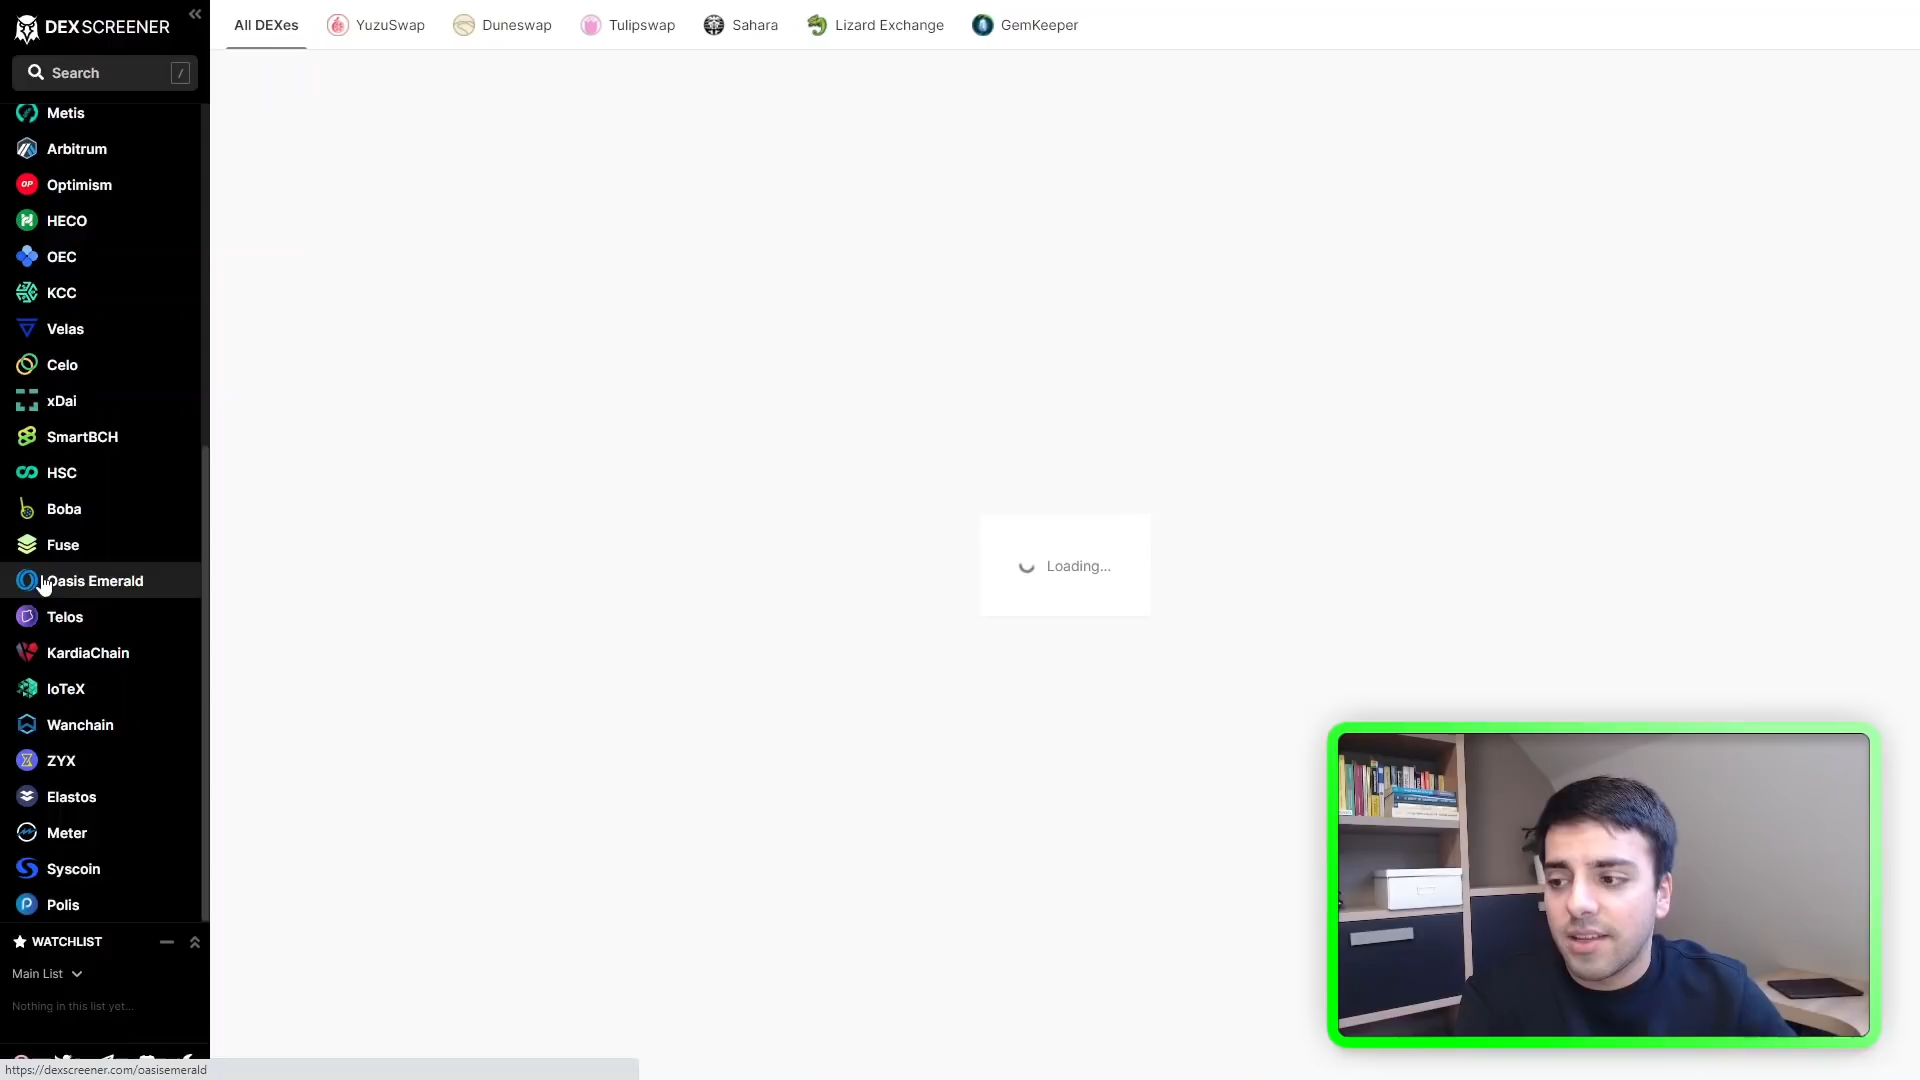 DEX SCREENER
Search /
Metis
Arbitrum
OP Optimism
HECO
OEC
KCC
Velas
Celo
xDai
SmartBCH
HSC
Boba
Fuse
Oasis Emerald
Telos
KardiaChain
IoTeX
Wanchain
ZYX
Elastos
Meter
Syscoin
Polis
WATCHLIST
Main List
Nothing in this list yet...
https://dexscreener.com/oasisemerald
All DEXes YuzuSwap Duneswap Tulipswap Sahara Lizard Exchange GemKeeper
Loading...